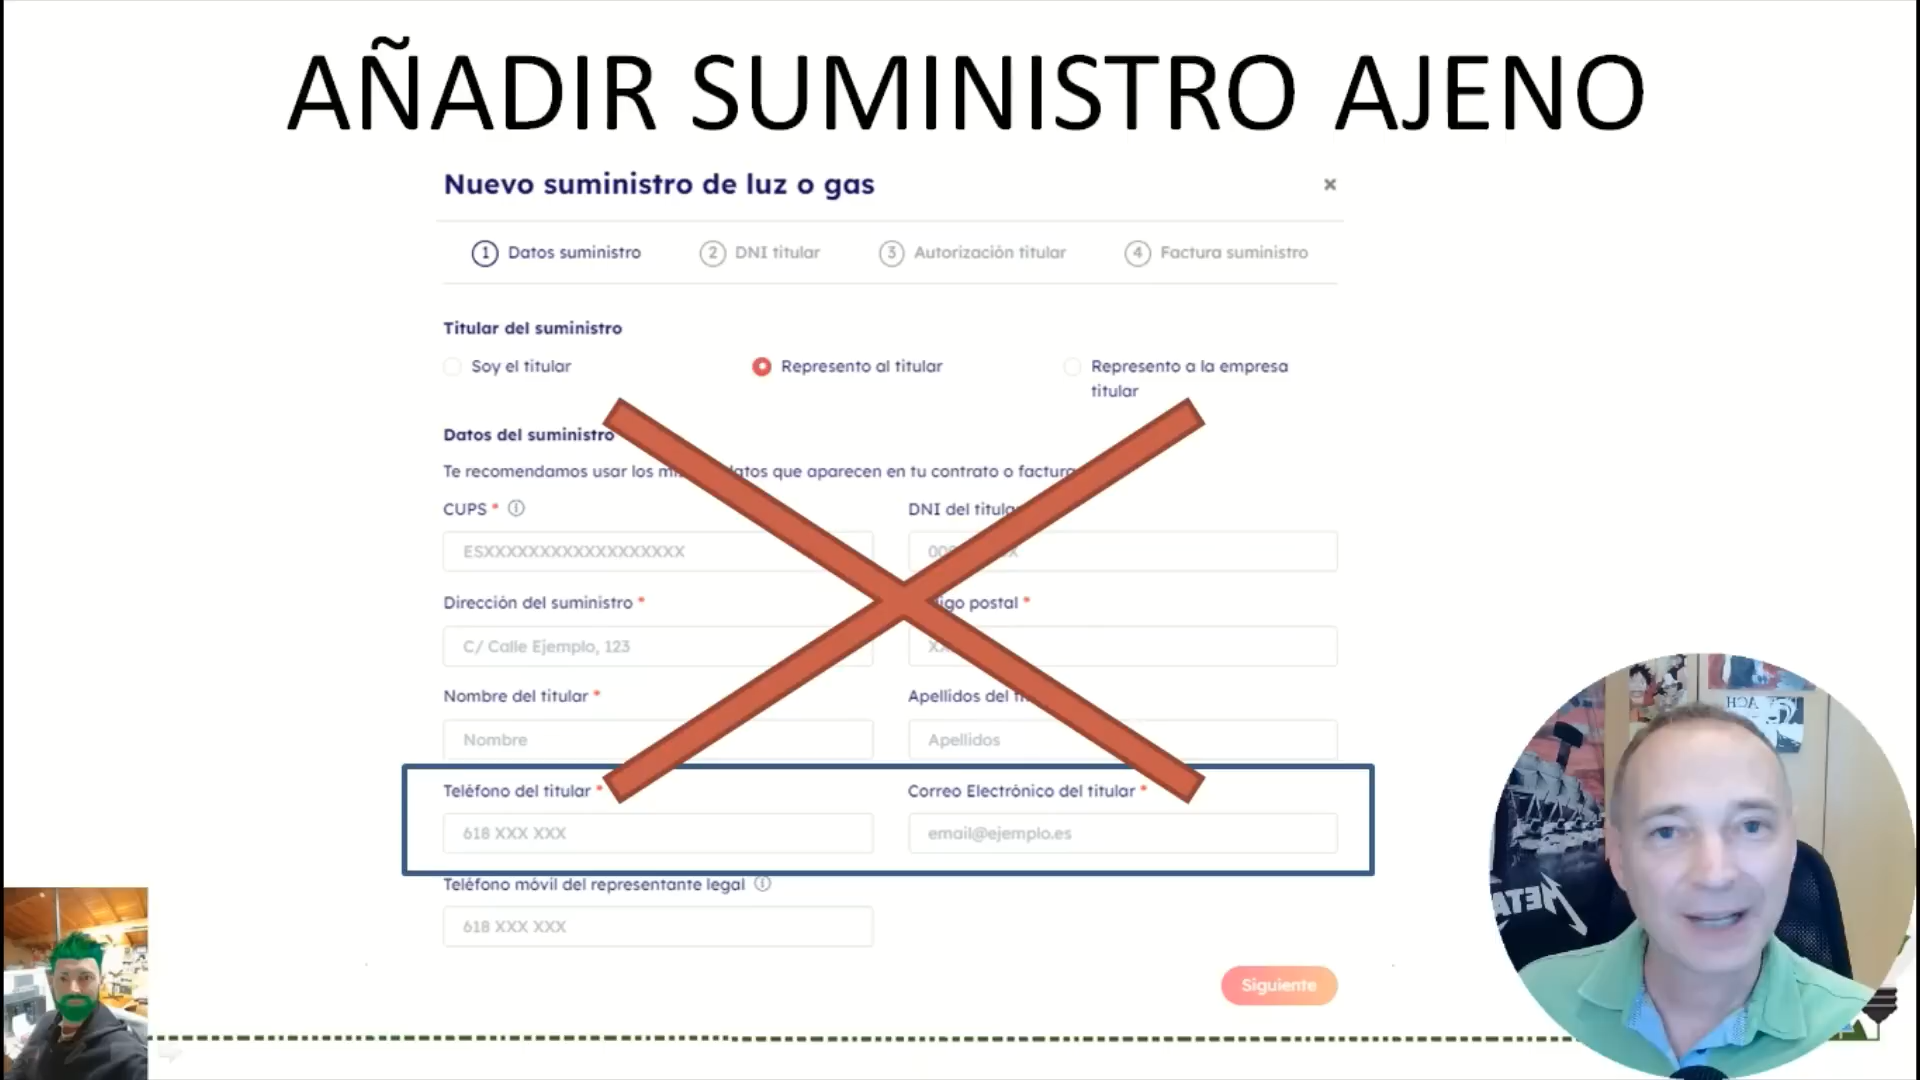 AÑADIR SUMINISTRO AJENO
Nuevo suministro de luz o gas ×
1 Datos suministro 2 DNI titular 3 Autorización titular 4 Factura suministro
Titular del suministro
Soy el titular Represento al titular Represento a la empresa
titular
Datos del suministro
Te recomendamos usar los datos que aparecen en tu contrato o factura
CUPS * DNI del titular
ESXXXXXXXXXXXXXXXXXX
Dirección del suministro * postal *
C/ Calle Ejemplo, 123
Nombre del titular * Apellidos del
Nombre Apellidos
Teléfono del titular * Correo Electrónico del titular *
618 XXX XXX email@ejemplo.es
Teléfono móvil del representante legal
618 XXX XXX
Siguiente